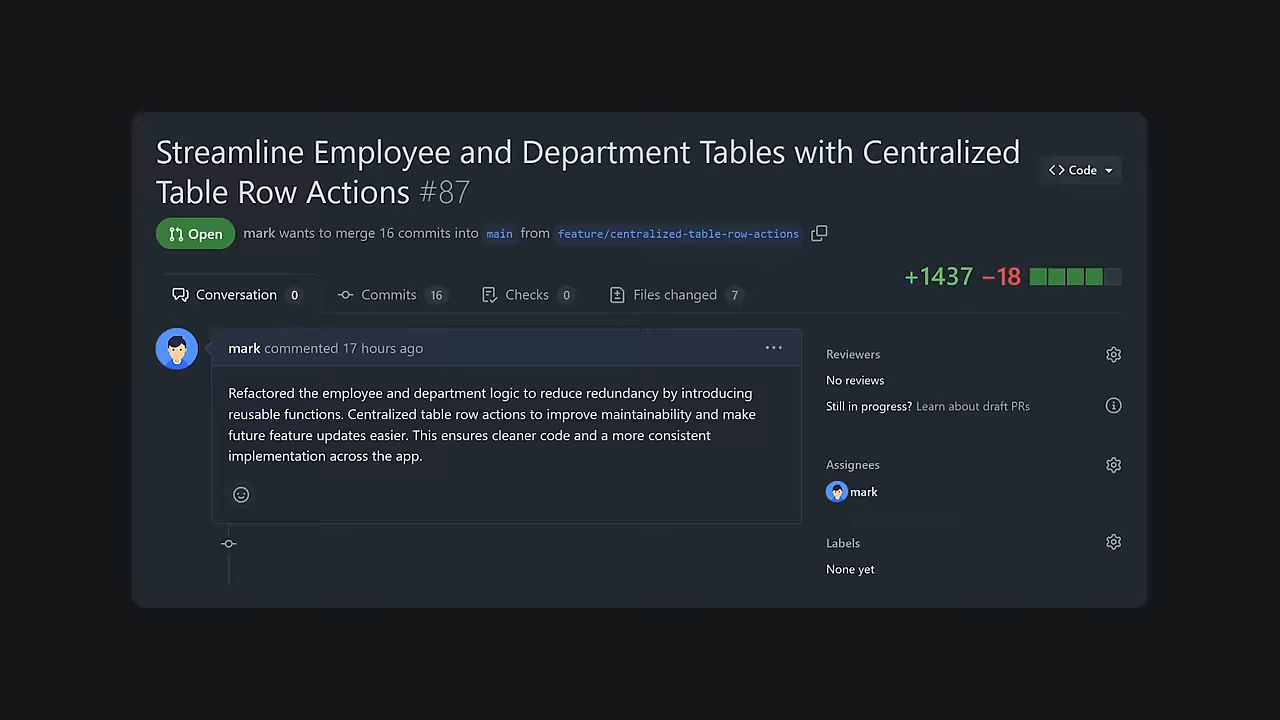 Streamline Employee and Department Tables with Centralized
Table Row Actions #87
<> Code
Open
mark wants to merge 16 commits into main from feature/centralized-table-row-actions
+1437 −18
Conversation 0
Commits 16
Checks 0
Files changed 7
mark commented 17 hours ago
Refactored the employee and department logic to reduce redundancy by introducing
reusable functions. Centralized table row actions to improve maintainability and make
future feature updates easier. This ensures cleaner code and a more consistent
implementation across the app.
Reviewers
No reviews
Still in progress? Learn about draft PRs
Assignees
mark
Labels
None yet